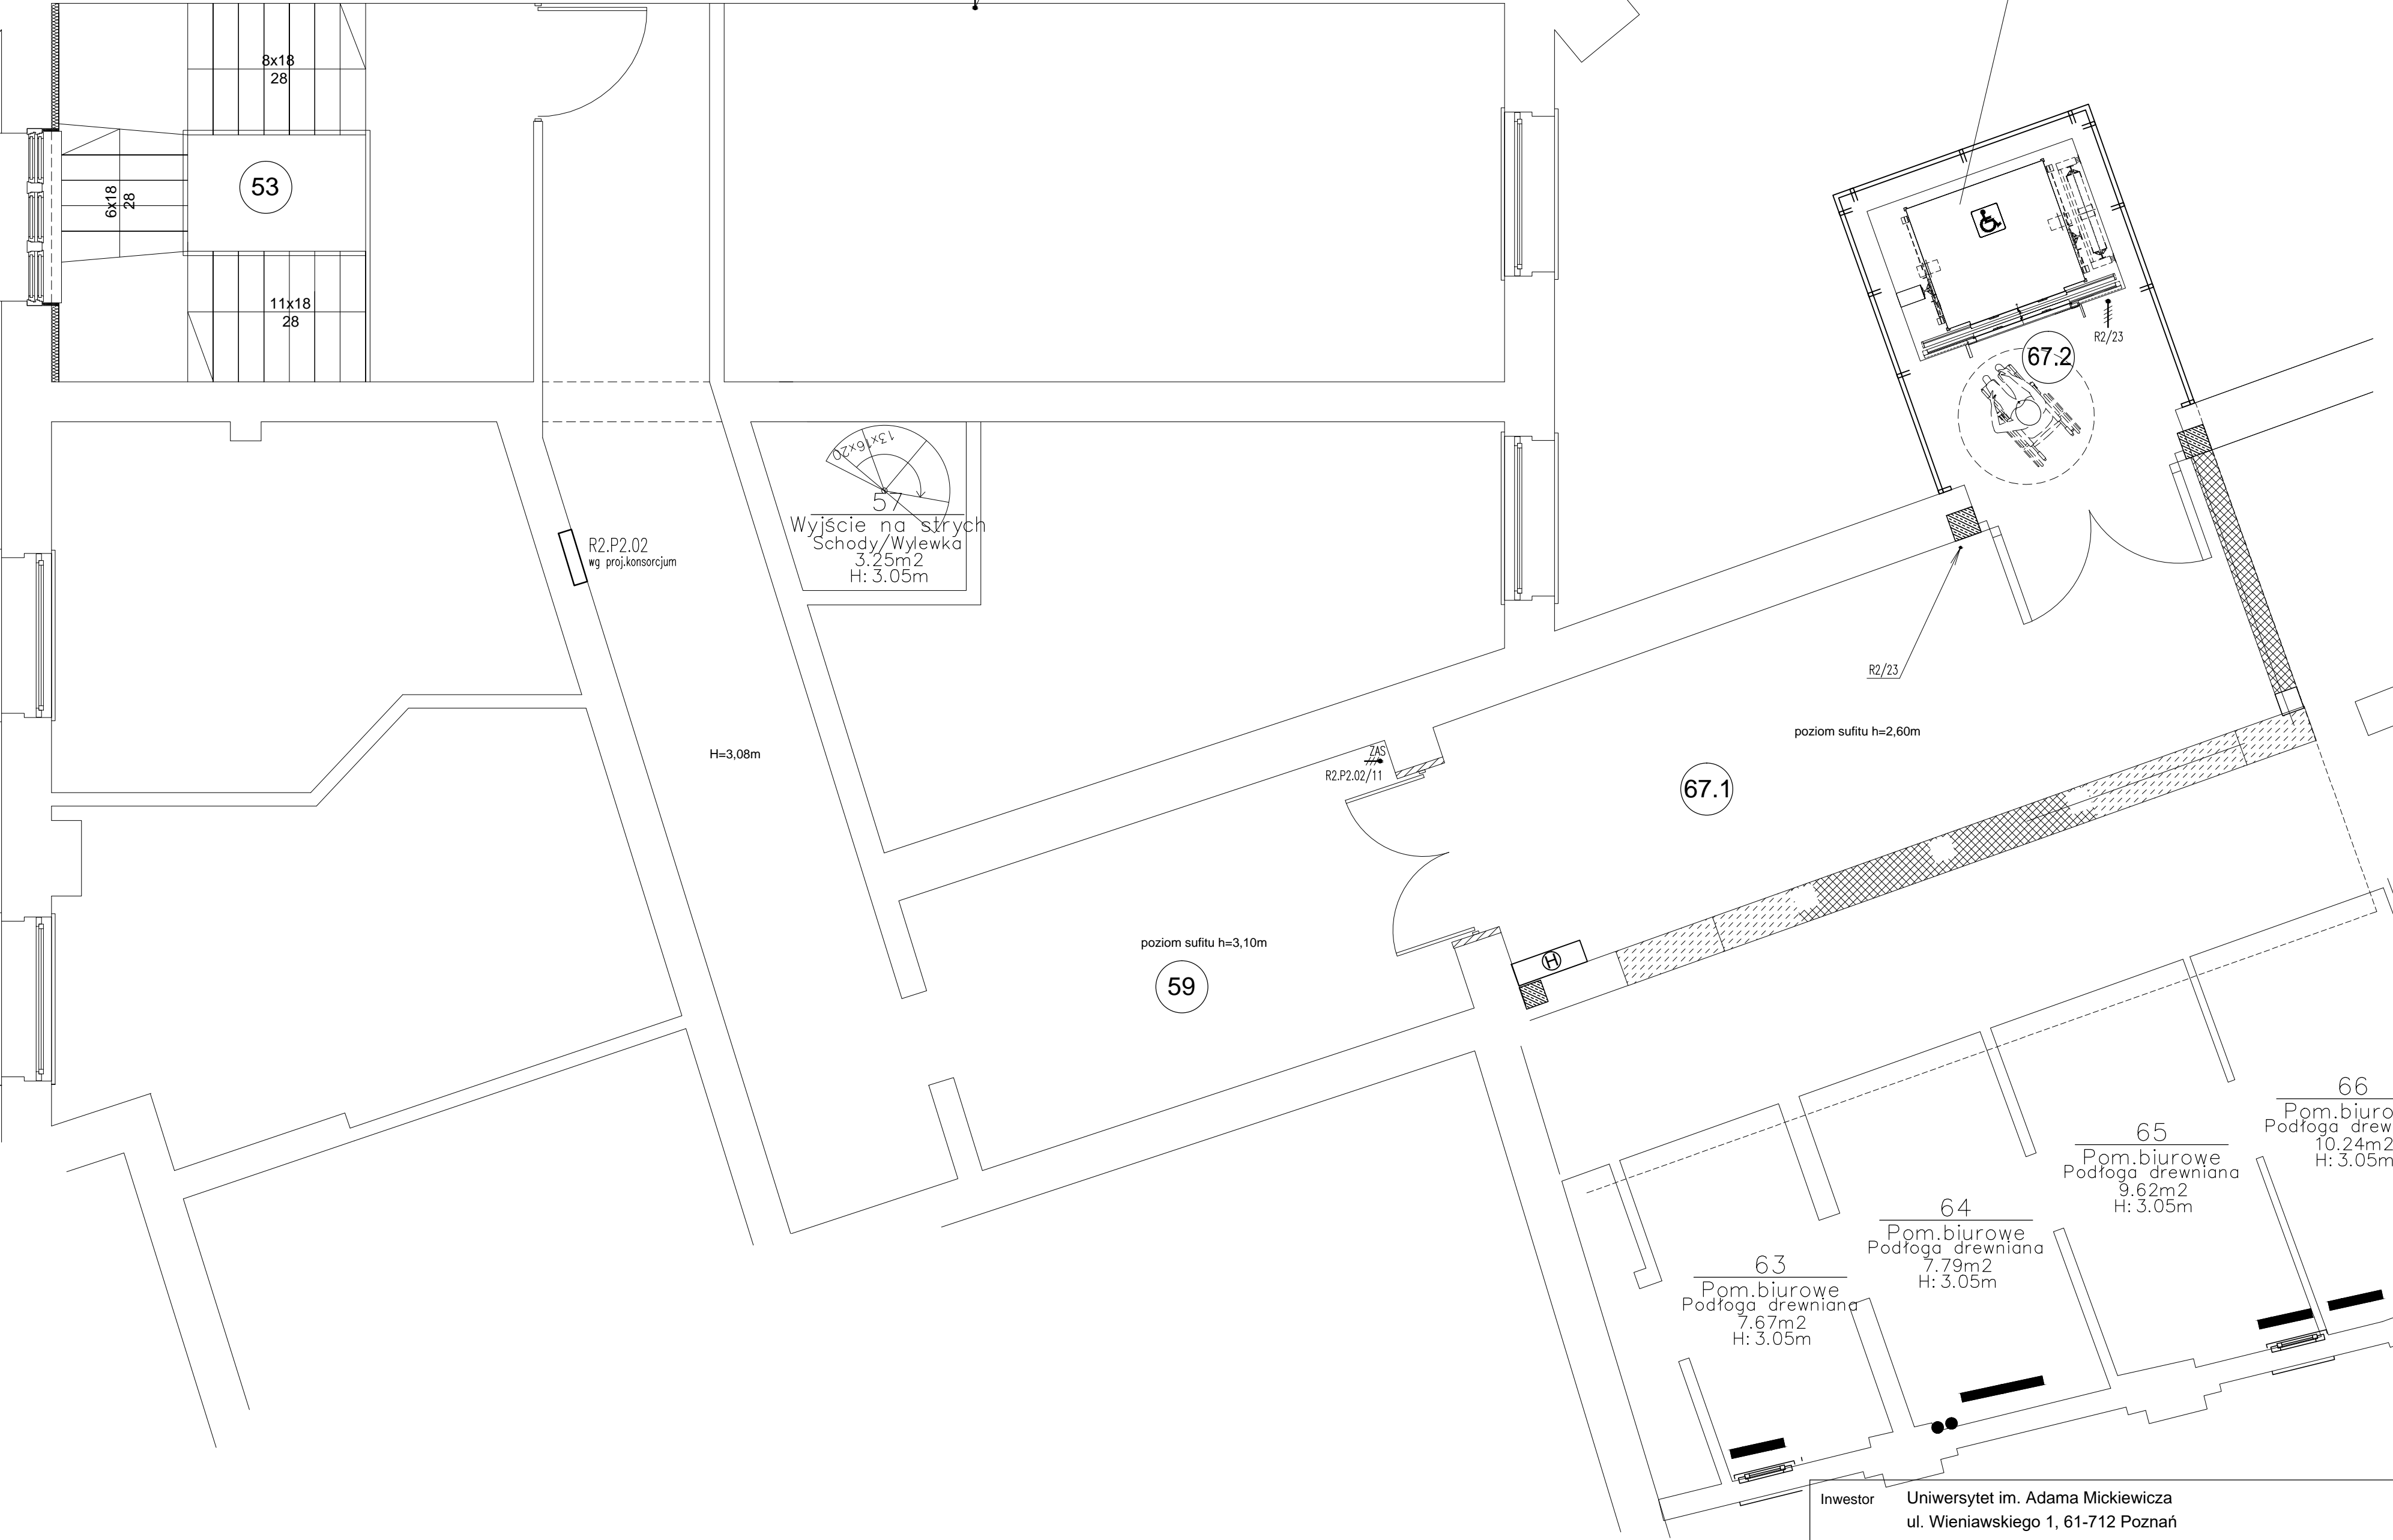 8x18
28
53
6x18
28
11x18
28
13x16x20
57
Wyjście na strych
Schody/Wylewka
3.25m2
H: 3.05m
R2.P2.02
wg proj.konsorcjum
H=3,08m
67.2
R2/23
R2/23
poziom sufitu h=2,60m
67.1
ZAS
R2.P2.02/11
poziom sufitu h=3,10m
59
H
63
Pom.biurowe
Podłoga drewniana
7.67m2
H: 3.05m
64
Pom.biurowe
Podłoga drewniana
7.79m2
H: 3.05m
65
Pom.biurowe
Podłoga drewniana
9.62m2
H: 3.05m
66
Pom.biuro
Podłoga drew
10.24m2
H: 3.05m
Inwestor Uniwersytet im. Adama Mickiewicza
ul. Wieniawskiego 1, 61-712 Poznań